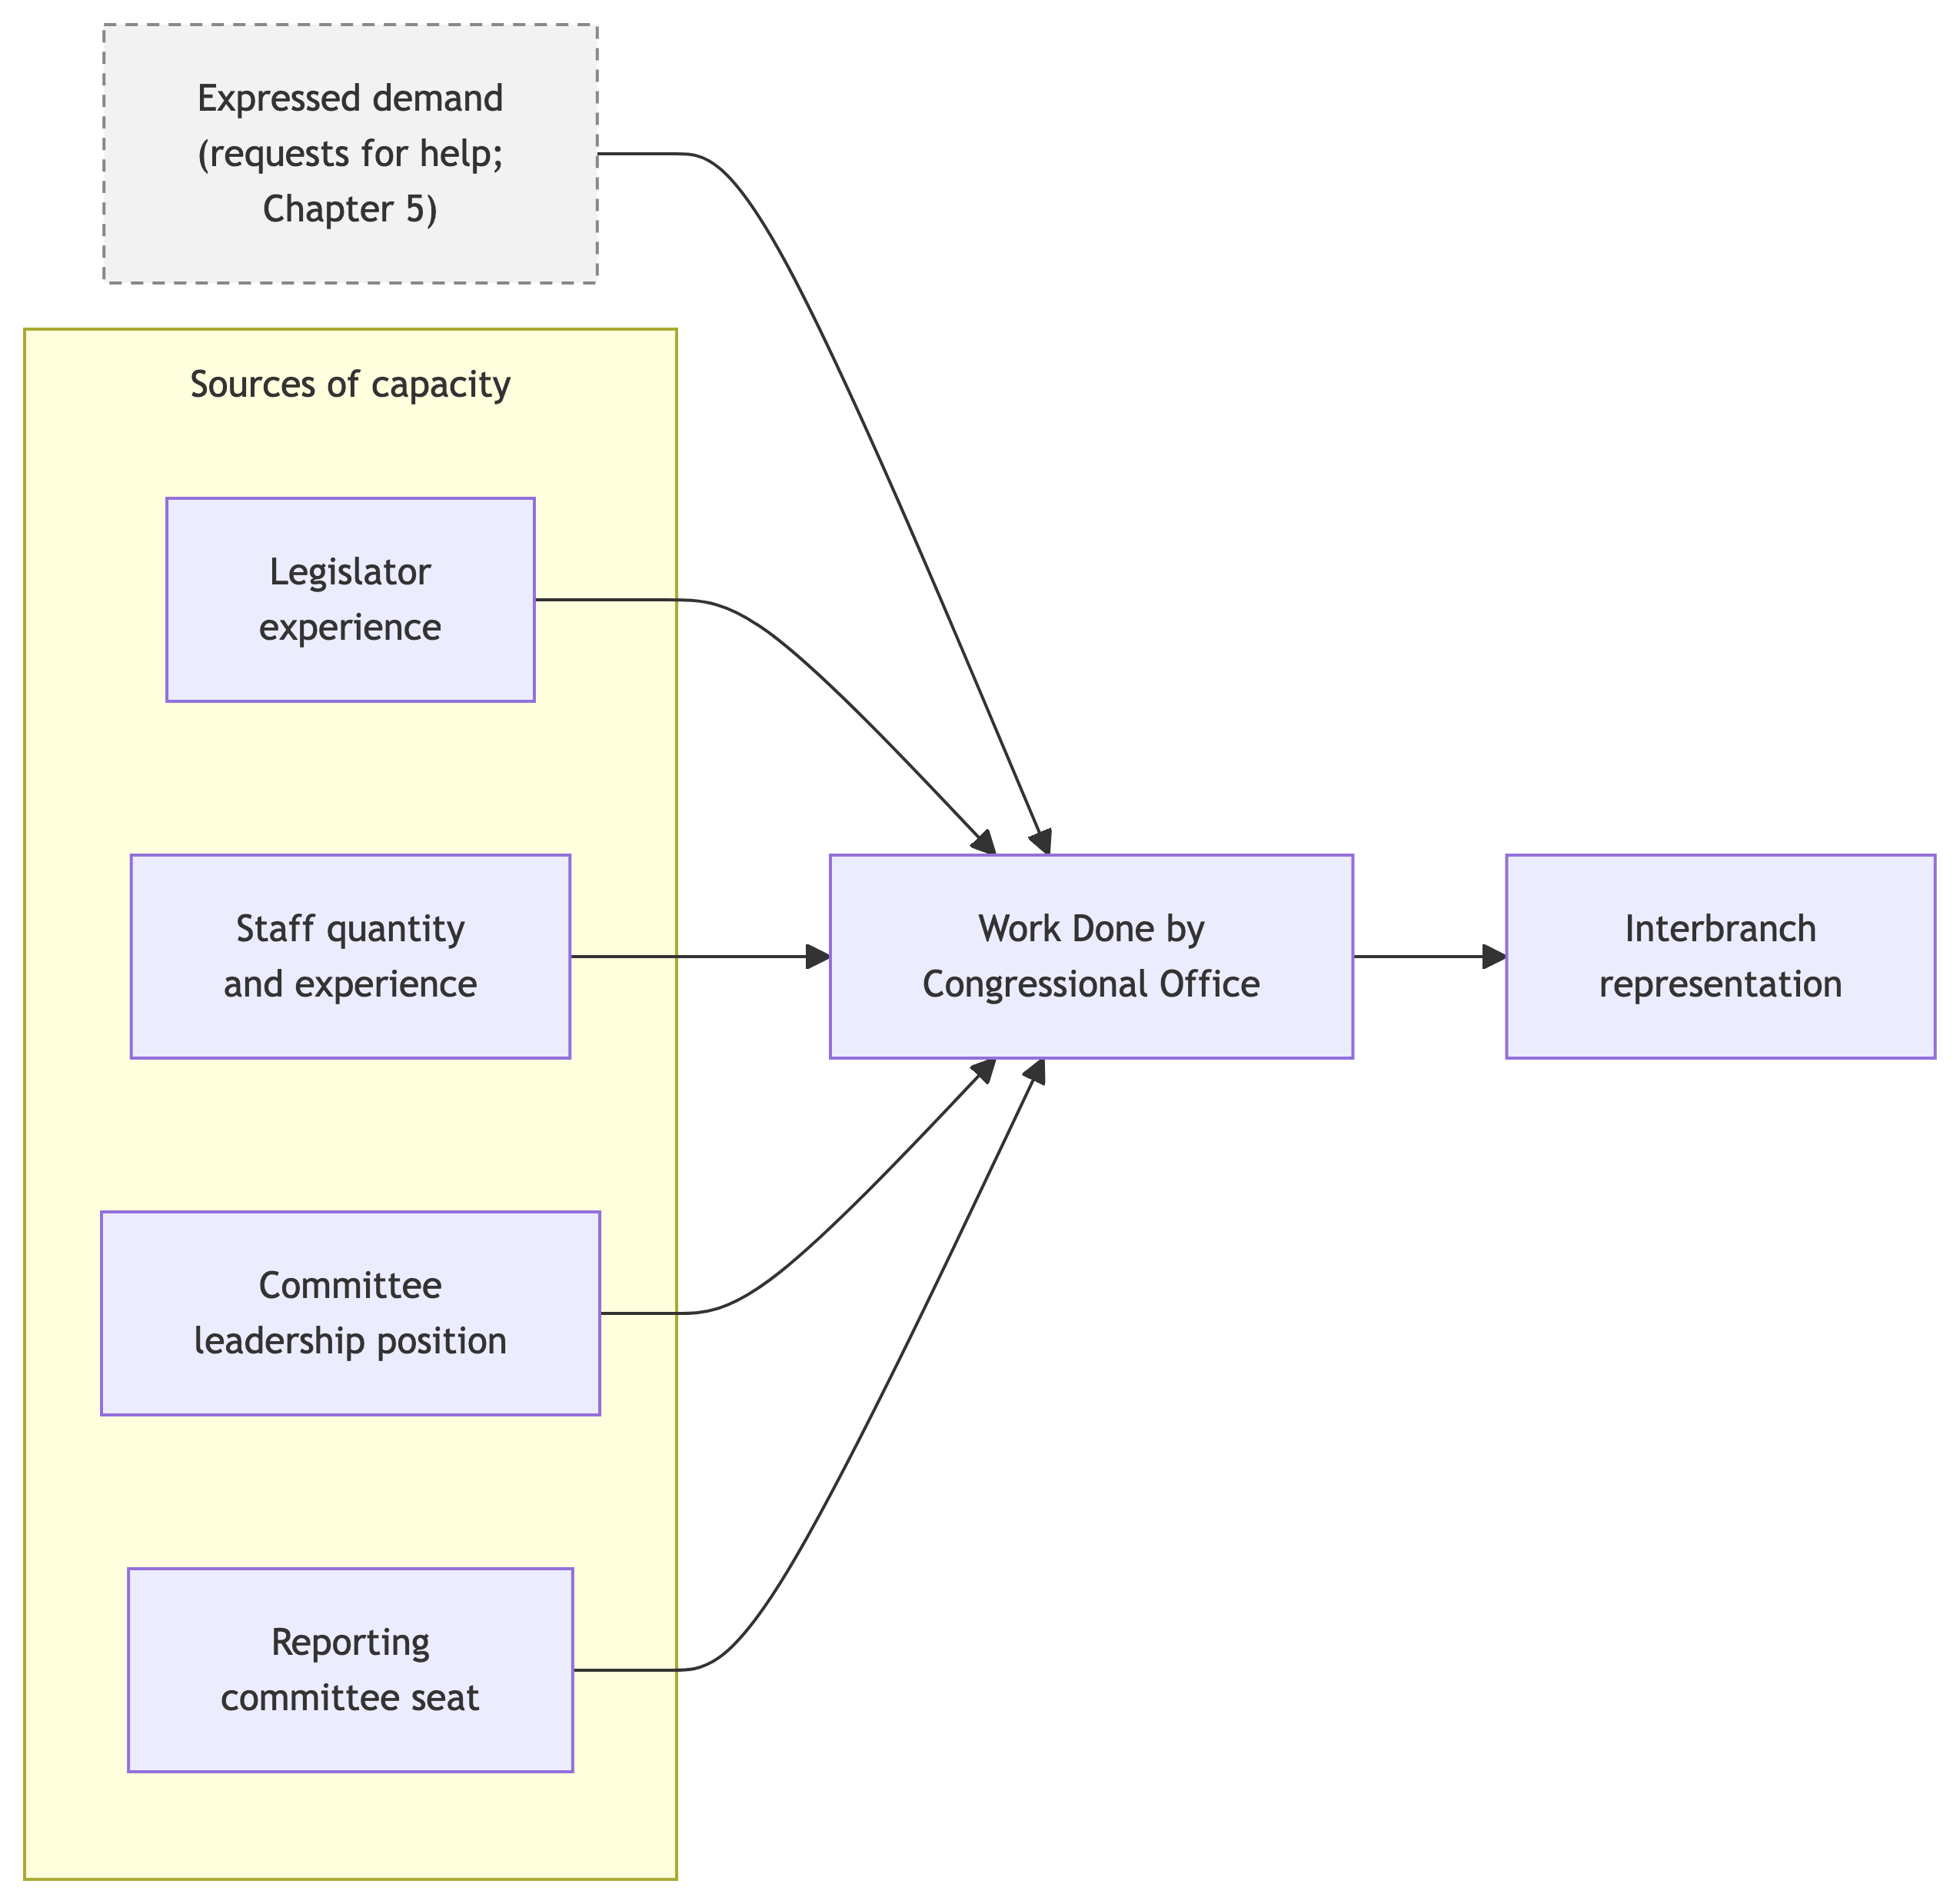 Expressed demand
(requests for help;
Chapter 5)
Sources of capacity
Legislator
experience
Staff quantity
and experience
Committee
leadership position
Reporting
committee seat
Work Done by
Congressional Office
Interbranch
representation